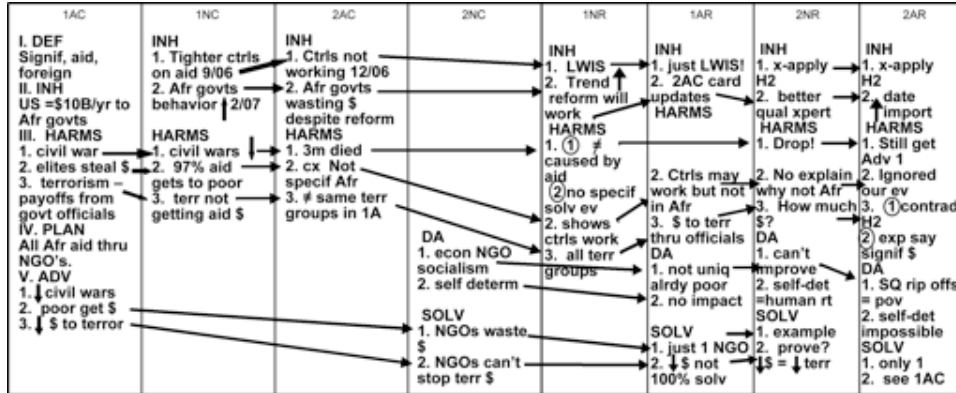 1AC
I. DEF
Signif, aid,
foreign
II. INH
US =$10B/yr to
Afr govts
III. HARMS
1. civil war
2. elites steal $
3. terrorism –
payoffs from
govt officials
IV. PLAN
All Afr aid thru
NGO's.
V. ADV
1.↓civil wars
2. poor get $
3.↓ $ to terror
1NC
INH
1. Tighter ctrls
on aid 9/06
2. Afr govts
behavior ↑2/07
HARMS
1. civil wars ↓
2. 97% aid
gets to poor
3. terr not
getting aid $
2AC
INH
1. Ctrls not
working 12/06
2. Afr govts
wasting $
despite reform
HARMS
1. 3m died
2. cx Not
specif Afr
3. ≠ same terr
groups in 1A
2NC
DA
1. econ NGO
socialism
2. self determ
SOLV
1. NGOs waste
$
2. NGOs can't
stop terr $
1NR
INH
1. LWIS
2. Trend ↑
reform will
work
HARMS
1. ① ≠
caused by
aid
②no specif
solv ev
2. shows
ctrls work
3. all terr
groups
1AR
INH
1. just LWIS!
2. 2AC card
updates
HARMS
2. Ctrls may
work but not
in Afr
3. $ to terr
thru officials
DA
1. not uniq
alrdy poor
2. no impact
SOLV
1. just 1 NGO
2.↓$ not
100% solv
2NR
INH
1. x-apply
H2
2. better
qual xpert
HARMS
1. Drop!
2. No explain
why not Afr
3. How much
$?
DA
1. can't
improve
2. self-det
=human rt
SOLV
1. example
2. prove?
↓$ = ↓terr
2AR
INH
1. x-apply
H2
2. date
↑import
HARMS
1. Still get
Adv 1
2. Ignored
our ev
3. ①contrad
H2
② exp say
signif $
DA
1. SQ rip offs
= pov
2. self-det
impossible
SOLV
1. only 1
2. see 1AC